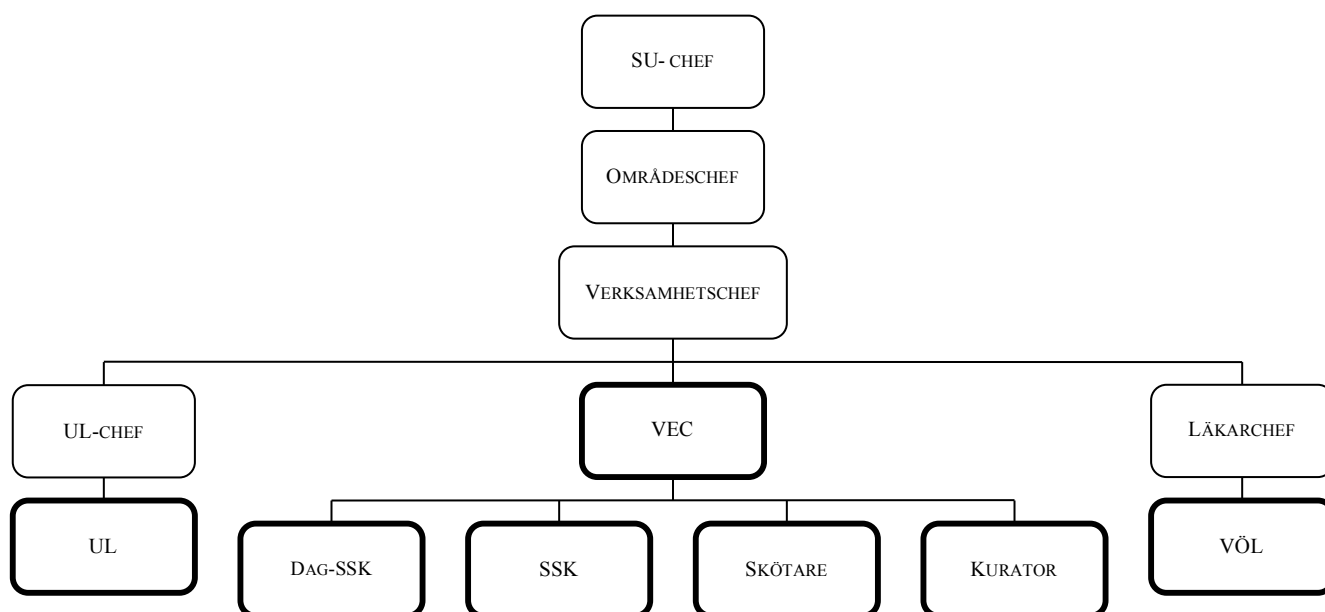 SU- CHEF
OMRÅDESCHEF
VERKSAMHETSCHEF
UL-CHEF
VEC
LÄKARCHEF
UL
DAG-SSK
SSK
SKÖTARE
KURATOR
VÖL